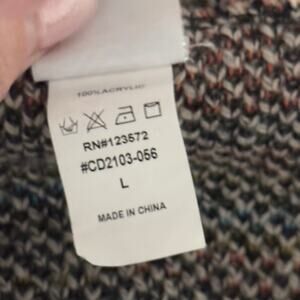 100%ACRYLIC
RN#123572
#CD2103-056
L
MADE IN CHINA